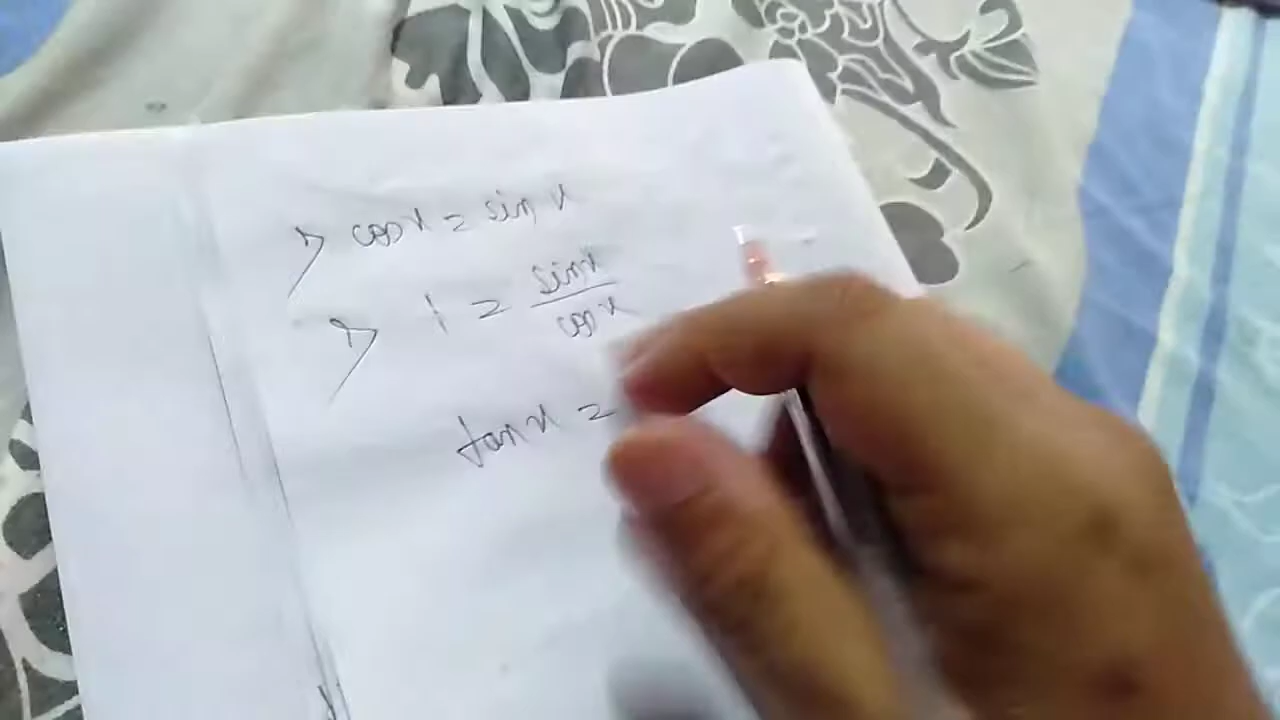 ⇒ cos x = sin x
⇒ 1 = sin x / cos x
tan x =